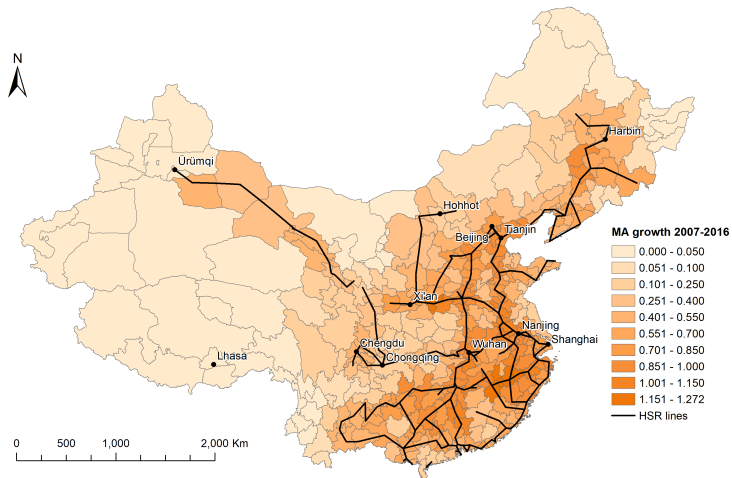 N
Harbin
Ürümqi
Hohhot
Beijing
Tianjin
Xi'an
Nanjing
Shanghai
Wuhan
Chengdu
Chongqing
Lhasa
MA growth 2007-2016
0.000 - 0.050
0.051 - 0.100
0.101 - 0.250
0.251 - 0.400
0.401 - 0.550
0.551 - 0.700
0.701 - 0.850
0.851 - 1.000
1.001 - 1.150
1.151 - 1.272
HSR lines
0 500 1,000 2,000 Km